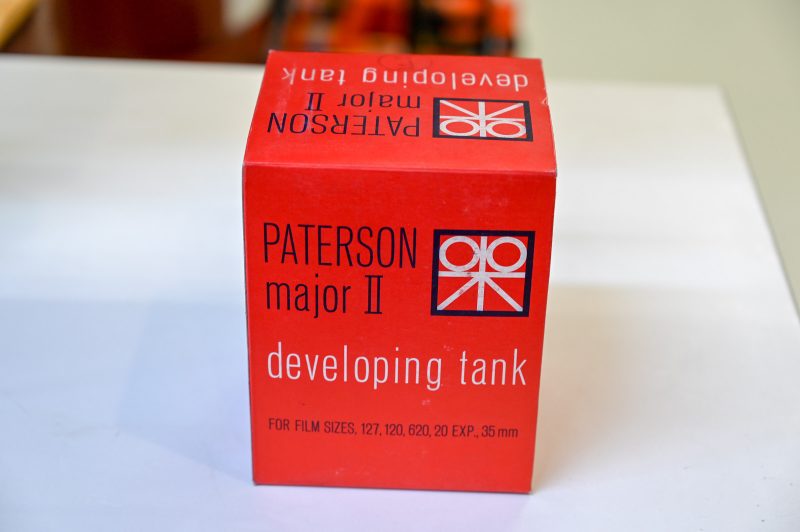 developing tank
major II
PATERSON
PATERSON
major II
developing tank
FOR FILM SIZES, 127, 120, 620, 20 EXP., 35 mm